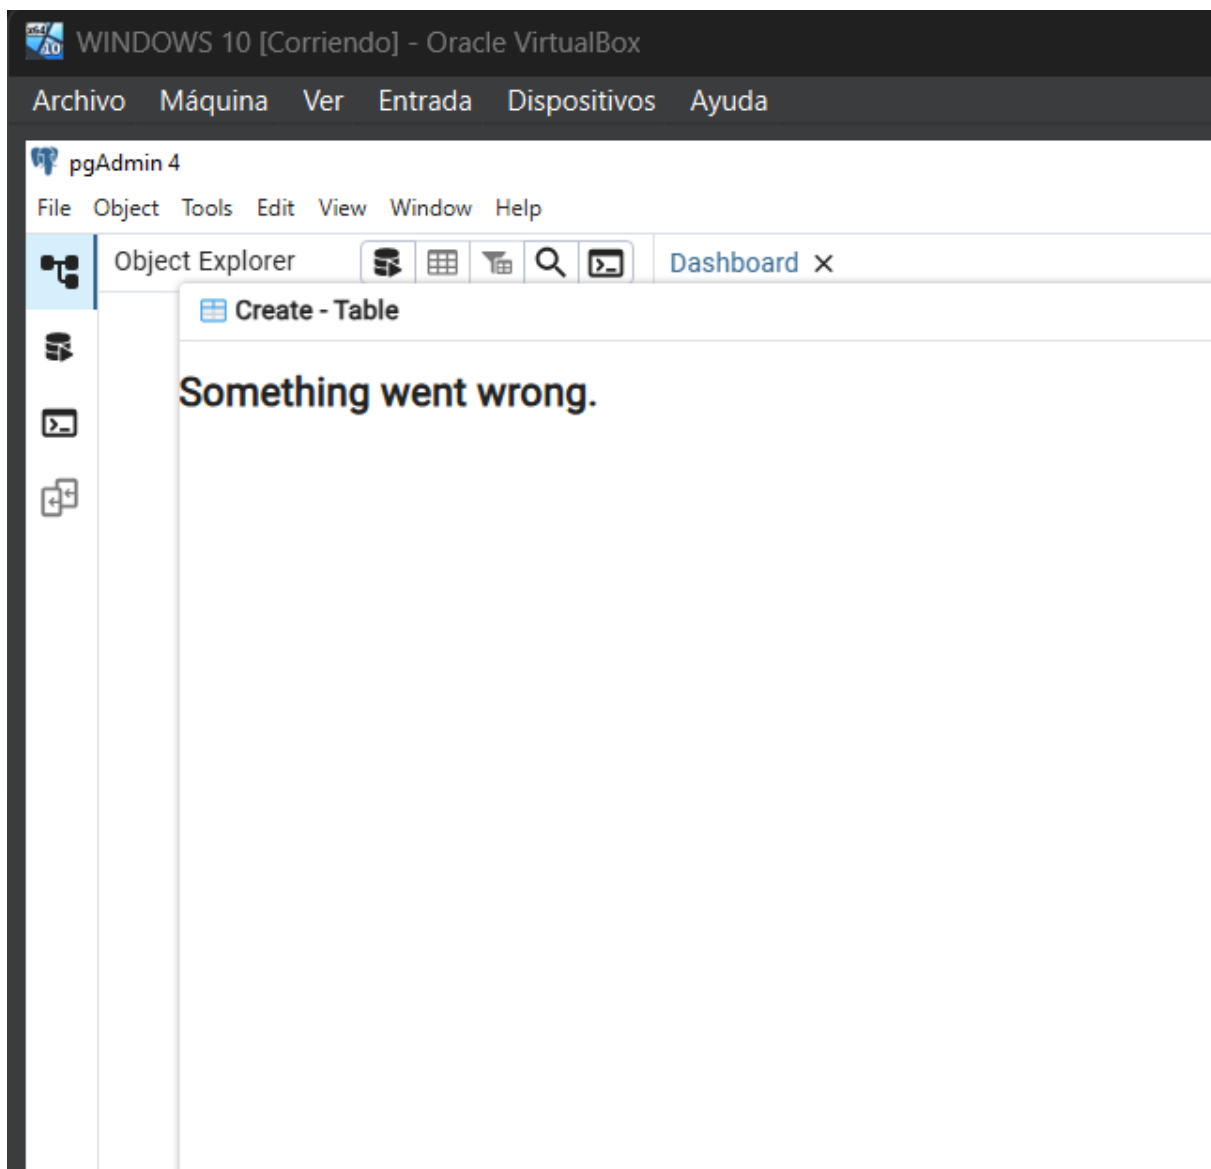 WINDOWS 10 [Corriendo] - Oracle VirtualBox
Archivo Máquina Ver Entrada Dispositivos Ayuda
pgAdmin 4
File Object Tools Edit View Window Help
Object Explorer Dashboard
Create - Table
Something went wrong.